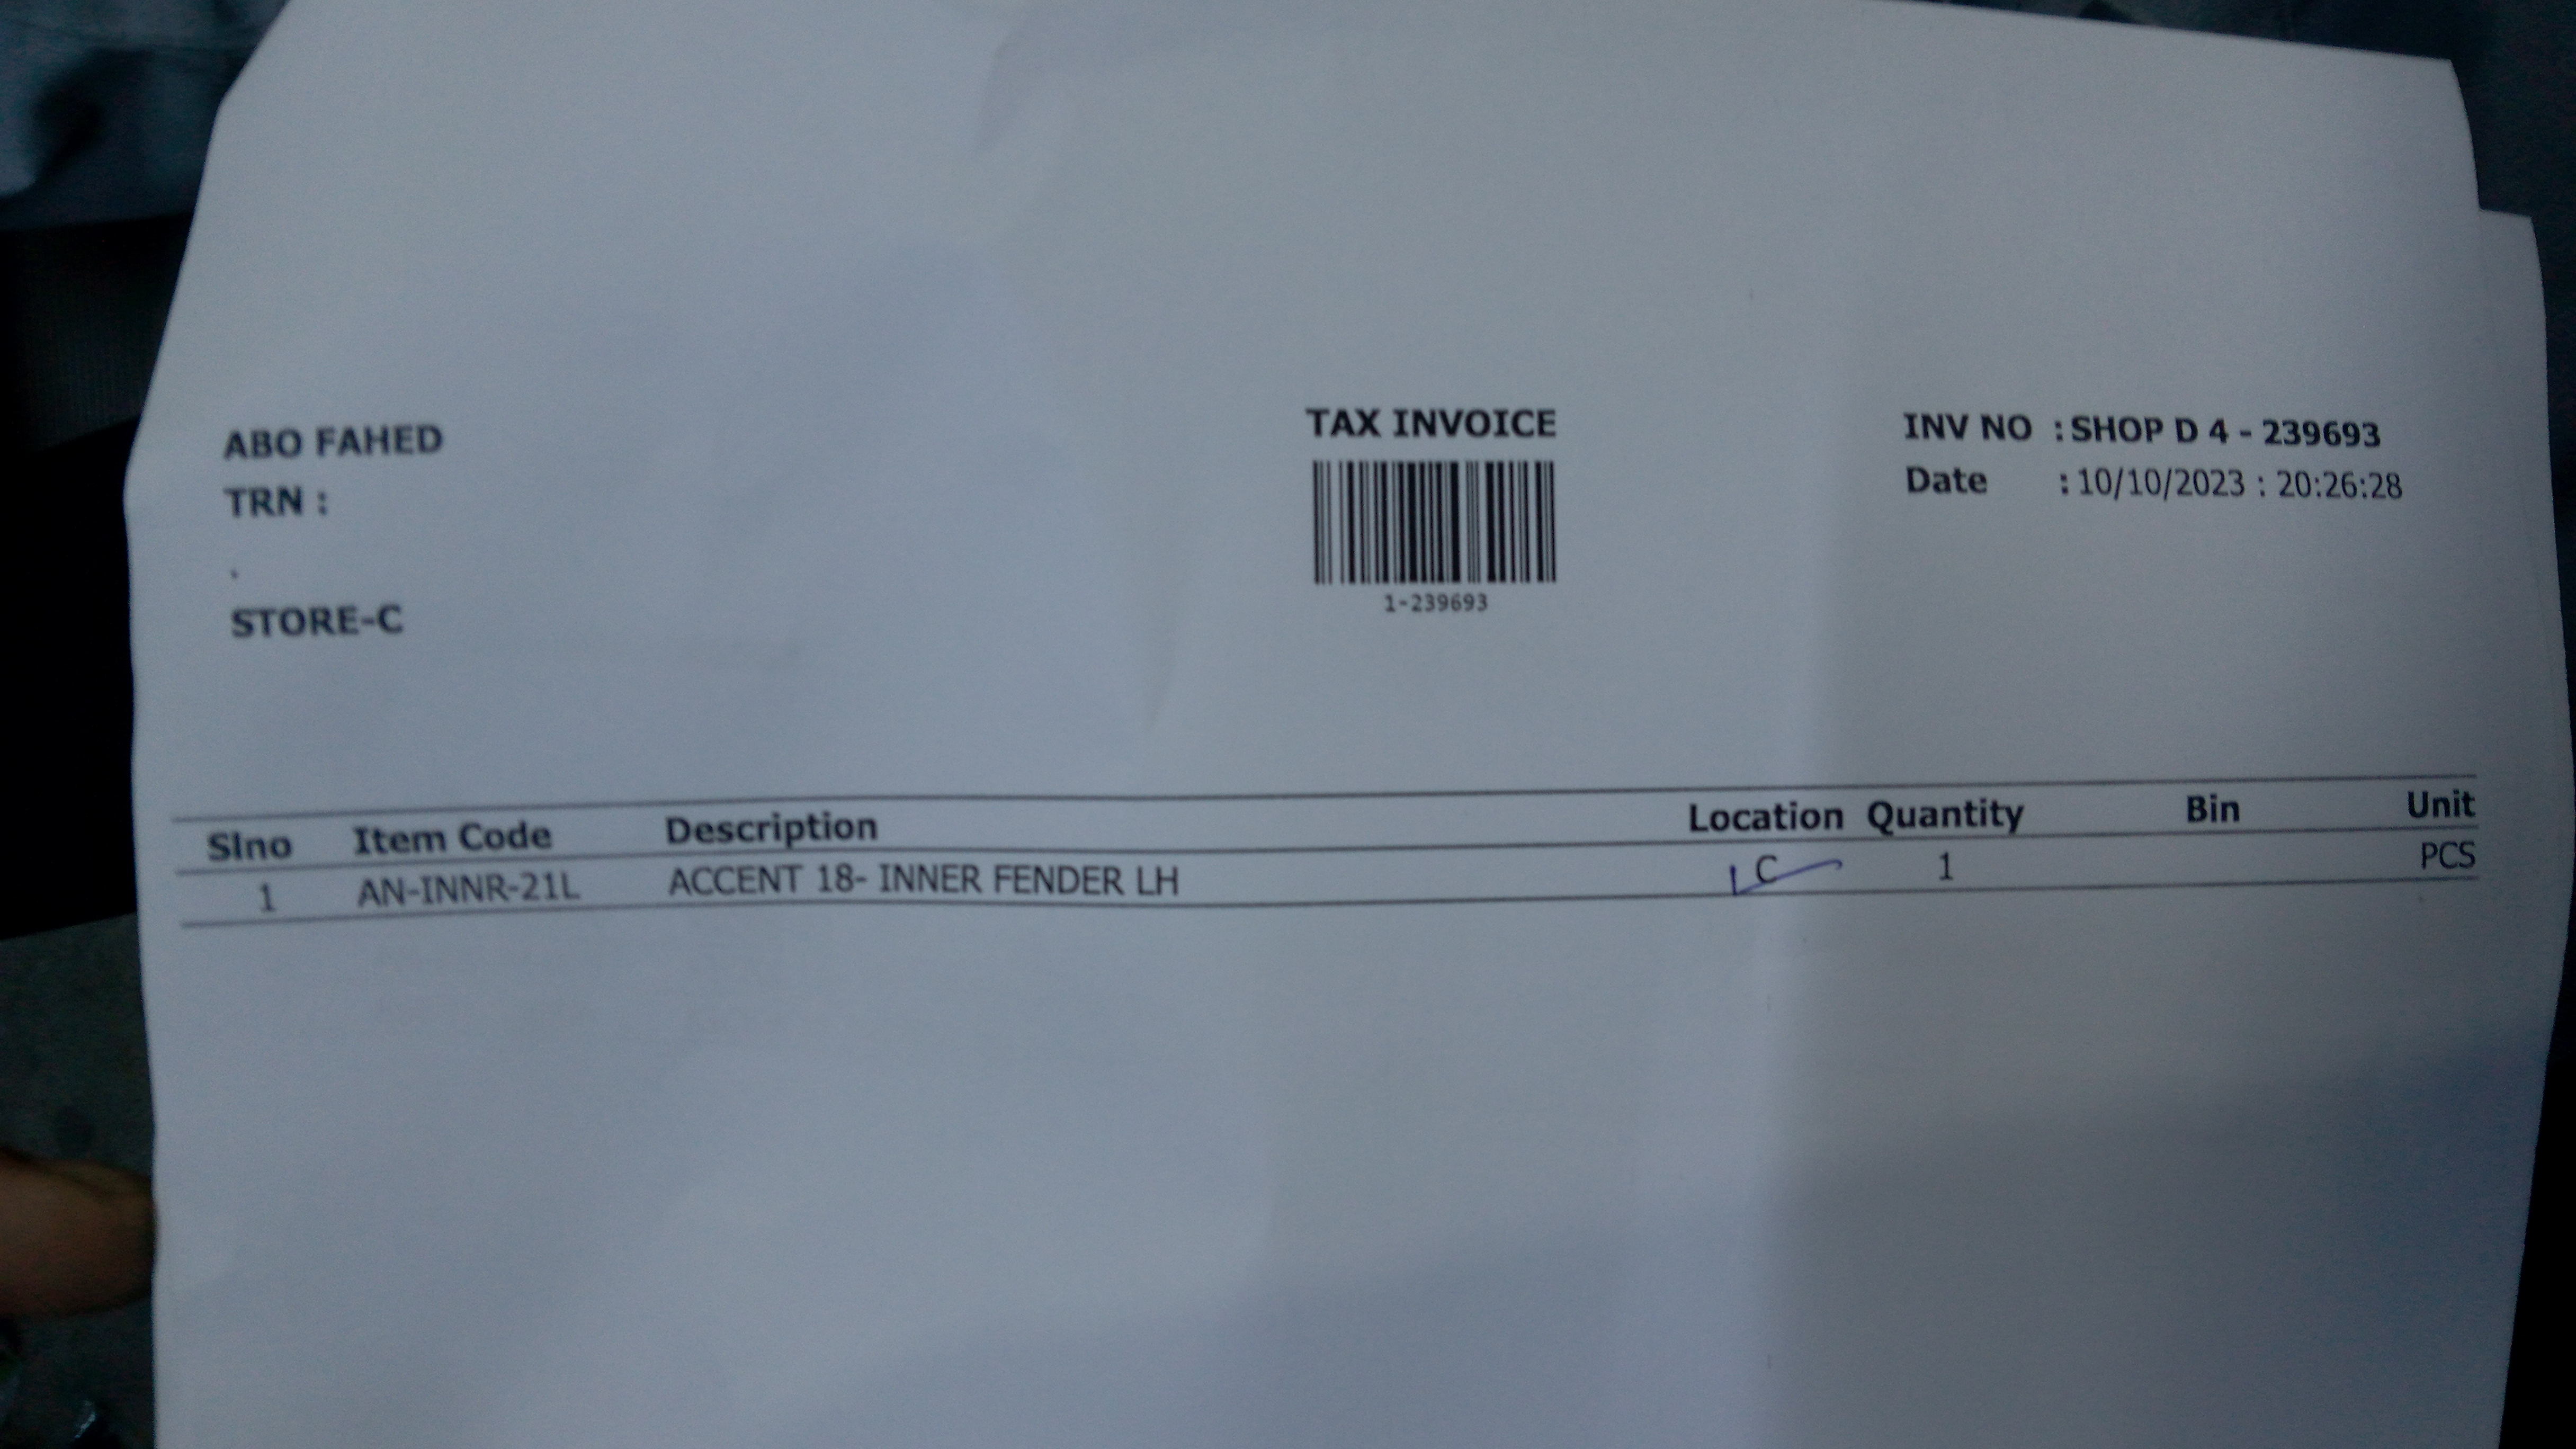 TAX INVOICE
ABO FAHED
TRN :
.
STORE-C
1-239693
INV NO : SHOP D 4 - 239693
Date : 10/10/2023 : 20:26:28
Slno Item Code Description Location Quantity Bin Unit
1 AN-INNR-21L ACCENT 18- INNER FENDER LH C 1 PCS